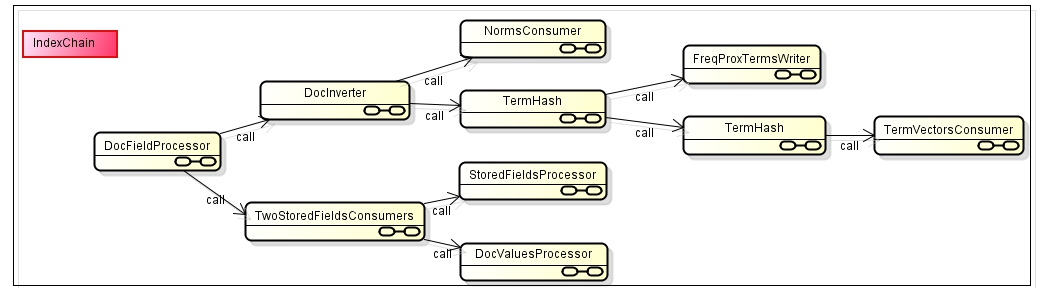 IndexChain
NormsConsumer
call
FreqProxTermsWriter
DocInverter
call
TermHash
call
call
TermHash
TermVectorsConsumer
call
call
DocFieldProcessor
call
StoredFieldsProcessor
call
TwoStoredFieldsConsumers
call
DocValuesProcessor